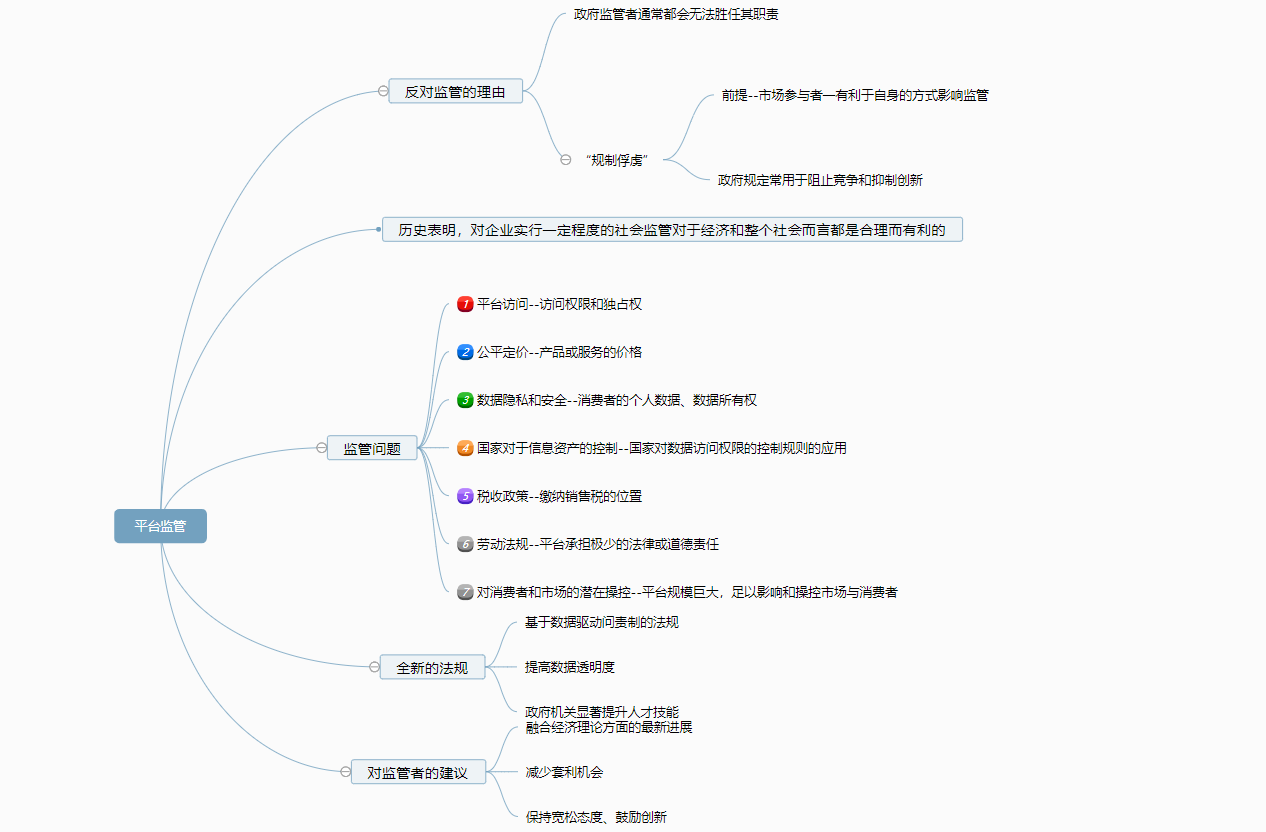 政府监管者通常都会无法胜任其职责
反对监管的理由
前提--市场参与者—有利于自身的方式影响监管
“规制俘虏”
政府规定常用于阻止竞争和抑制创新
历史表明，对企业实行一定程度的社会监管对于经济和整个社会而言都是合理而有利的
1 平台访问--访问权限和独占权
2 公平定价--产品或服务的价格
3 数据隐私和安全--消费者的个人数据、数据所有权
监管问题
4 国家对于信息资产的控制--国家对数据访问权限的控制规则的应用
5 税收政策--缴纳销售税的位置
平台监管
6 劳动法规--平台承担极少的法律或道德责任
7 对消费者和市场的潜在操控--平台规模巨大，足以影响和操控市场与消费者
基于数据驱动问责制的法规
全新的法规
提高数据透明度
政府机关显著提升人才技能
融合经济理论方面的最新进展
对监管者的建议
减少套利机会
保持宽松态度、鼓励创新